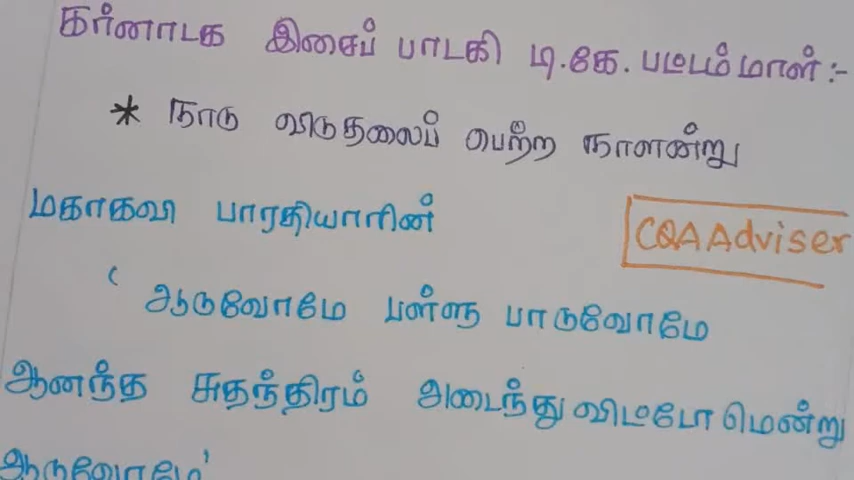 கர்னாடக இசைப் பாடகி டி.கே. பட்டம்மாள் :-
* நாடு விடுதலைப் பெற்ற நாளன்று
மகாகவி பாரதியாரின்
CQAAdviser
' ஆடுவோமே பள்ளு பாடுவோமே
ஆனந்த சுதந்திரம் அடைந்துவிட்டோமென்று
ஆடுவோமே'